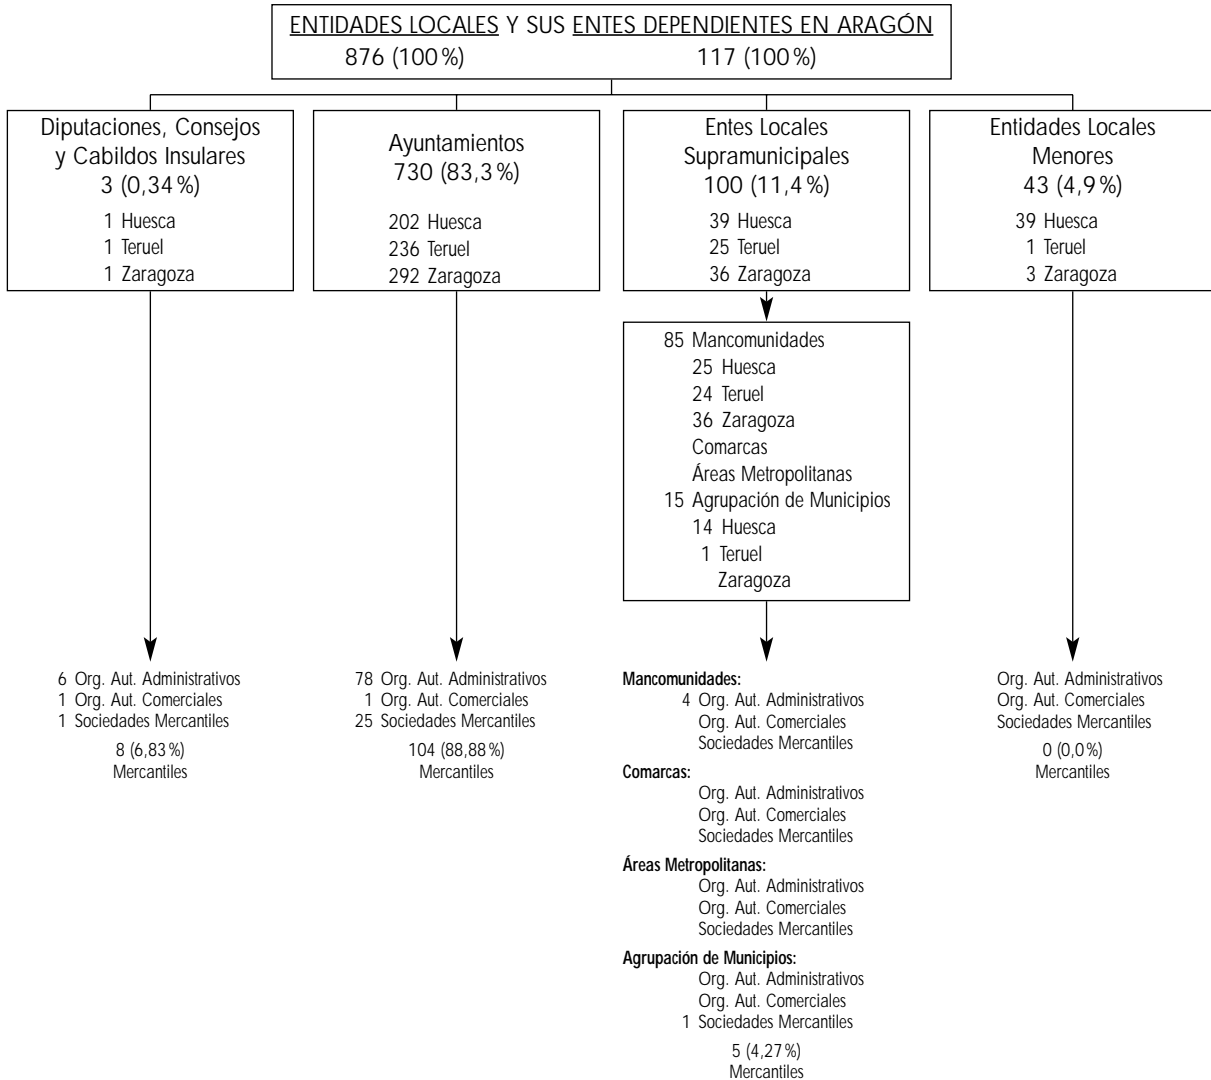 ENTIDADES LOCALES Y SUS ENTES DEPENDIENTES EN ARAGÓN
876 (100%) 117 (100%)
Diputaciones, Consejos
y Cabildos Insulares
3 (0,34%)
1 Huesca
1 Teruel
1 Zaragoza
Ayuntamientos
730 (83,3%)
202 Huesca
236 Teruel
292 Zaragoza
Entes Locales
Supramunicipales
100 (11,4%)
39 Huesca
25 Teruel
36 Zaragoza
Entidades Locales
Menores
43 (4,9%)
39 Huesca
1 Teruel
3 Zaragoza
85 Mancomunidades
25 Huesca
24 Teruel
36 Zaragoza
Comarcas
Áreas Metropolitanas
15 Agrupación de Municipios
14 Huesca
1 Teruel
Zaragoza
6 Org. Aut. Administrativos
1 Org. Aut. Comerciales
1 Sociedades Mercantiles
8 (6,83%)
Mercantiles
78 Org. Aut. Administrativos
1 Org. Aut. Comerciales
25 Sociedades Mercantiles
104 (88,88%)
Mercantiles
Mancomunidades:
4 Org. Aut. Administrativos
Org. Aut. Comerciales
Sociedades Mercantiles
Comarcas:
Org. Aut. Administrativos
Org. Aut. Comerciales
Sociedades Mercantiles
Áreas Metropolitanas:
Org. Aut. Administrativos
Org. Aut. Comerciales
Sociedades Mercantiles
Agrupación de Municipios:
Org. Aut. Administrativos
Org. Aut. Comerciales
1 Sociedades Mercantiles
5 (4,27%)
Mercantiles
Org. Aut. Administrativos
Org. Aut. Comerciales
Sociedades Mercantiles
0 (0,0%)
Mercantiles